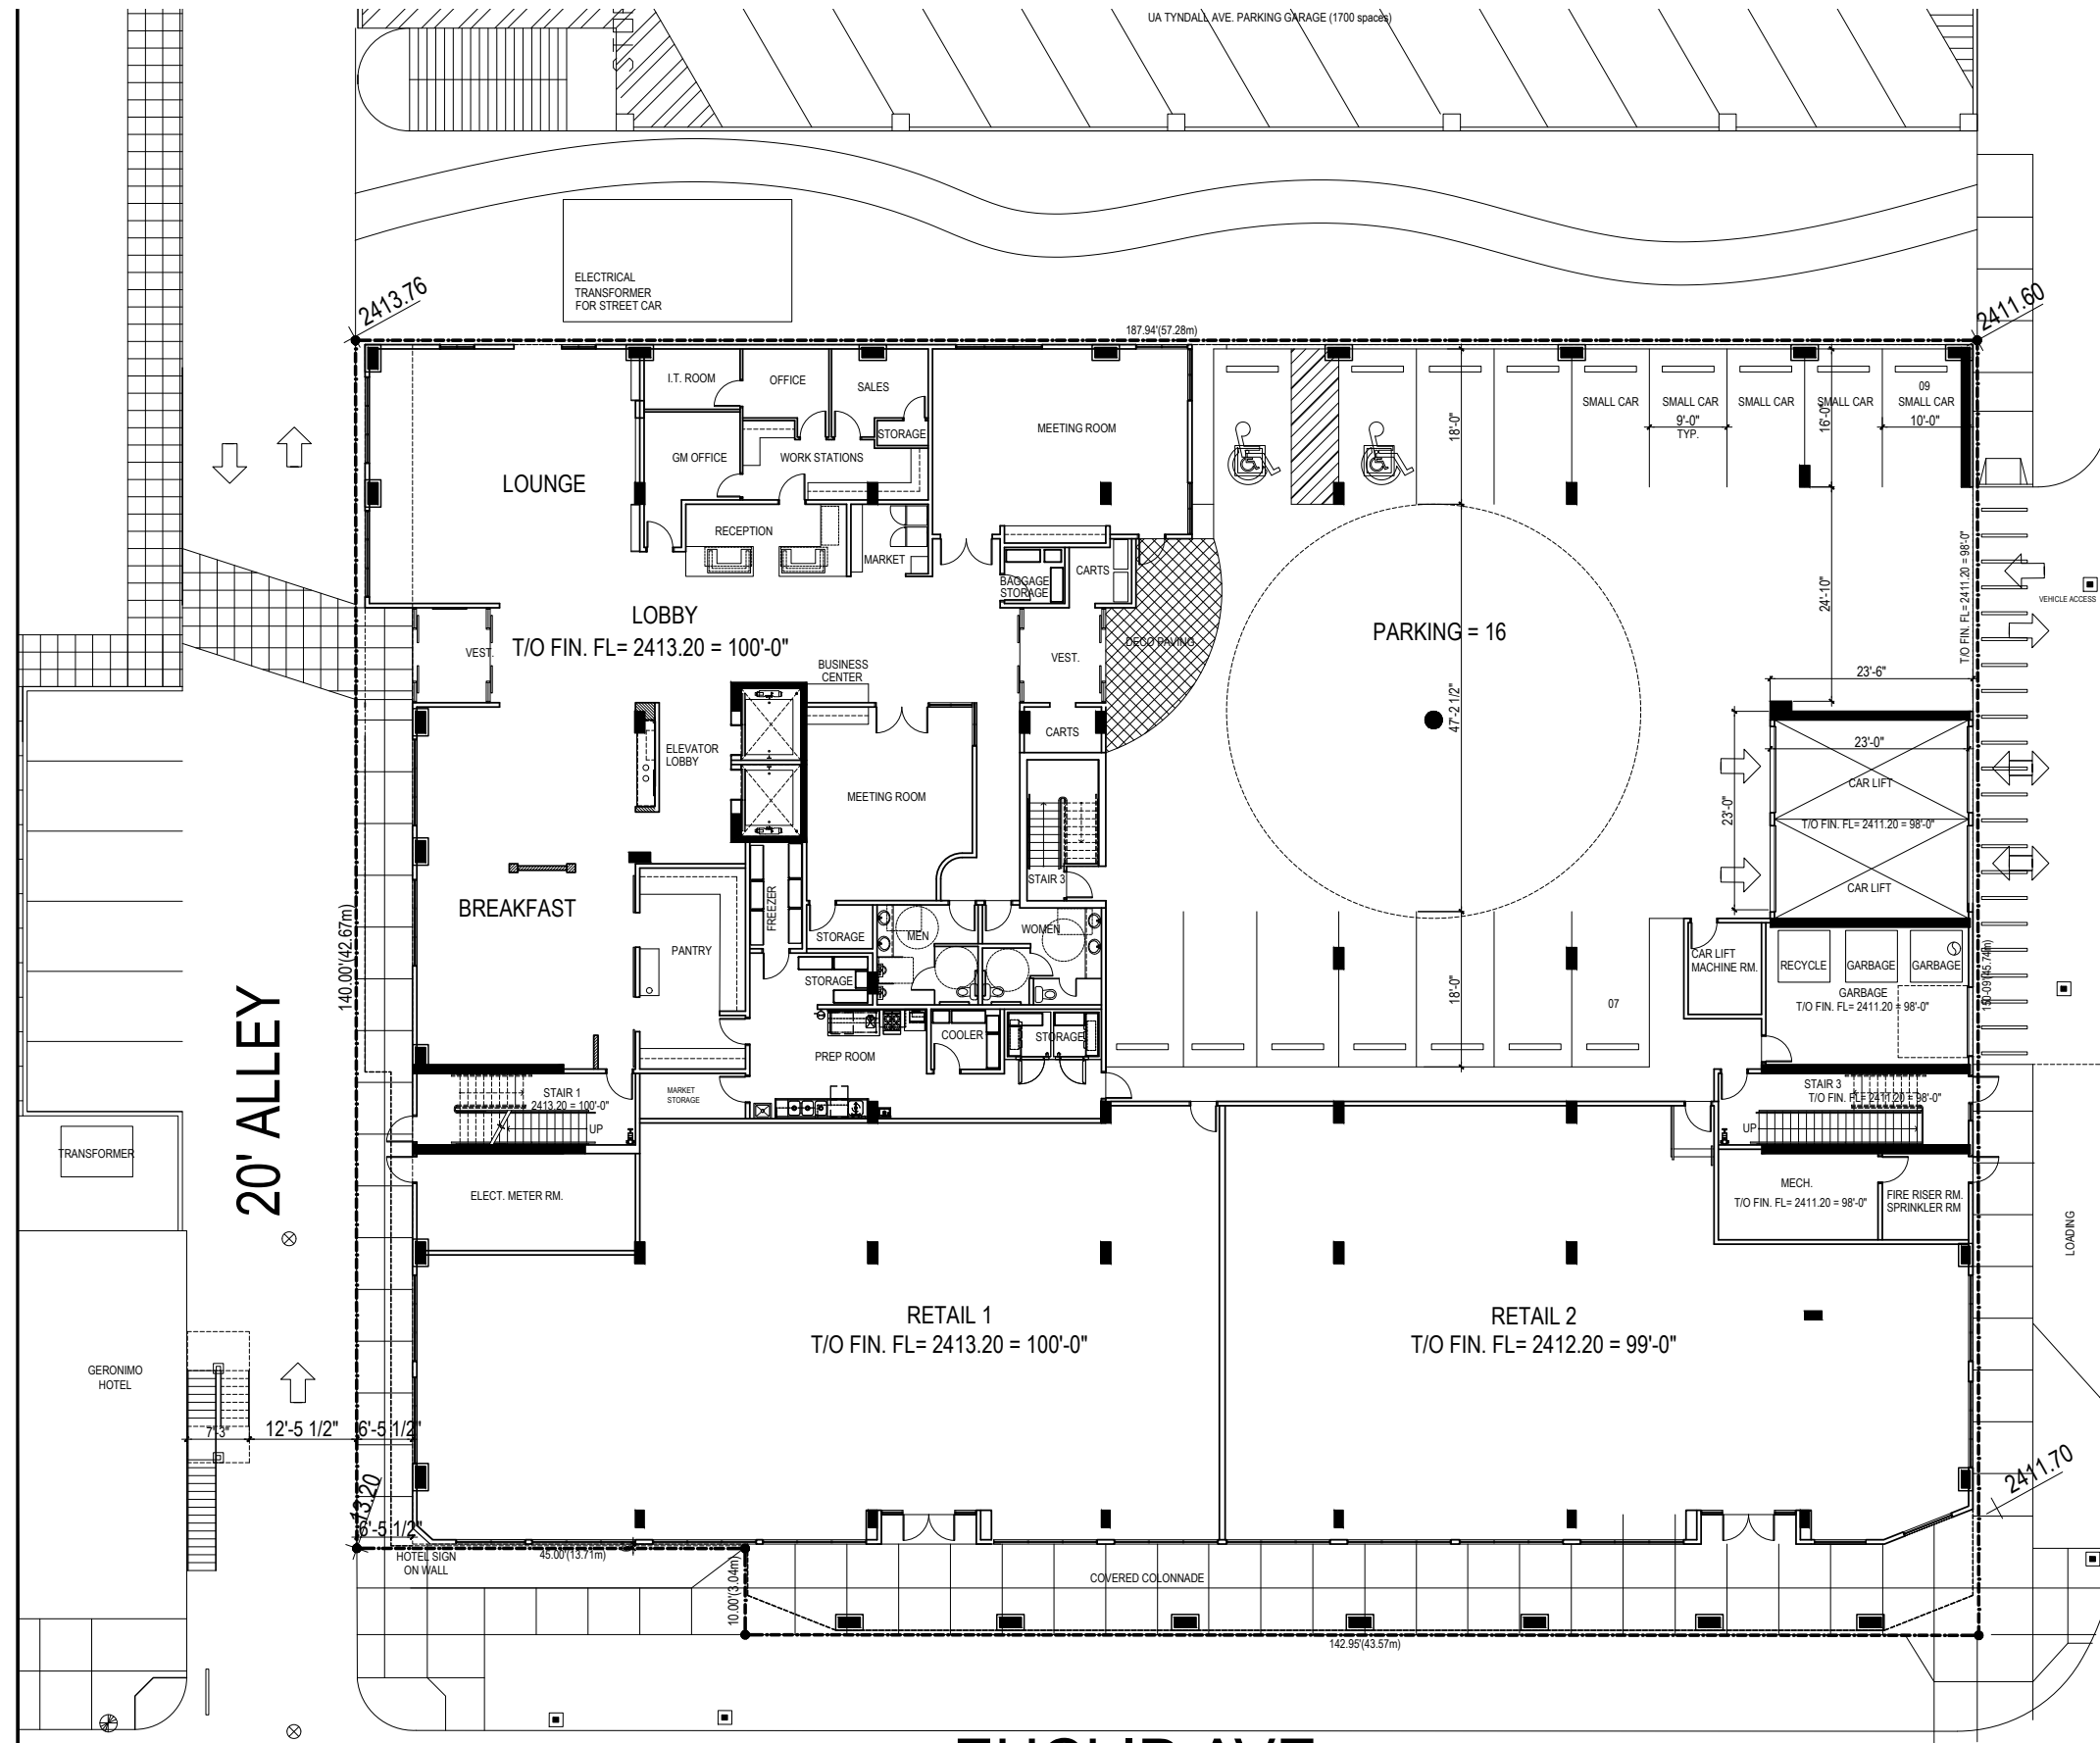 UA TYNDALL AVE. PARKING GARAGE (1700 spaces)
ELECTRICAL
TRANSFORMER
FOR STREET CAR
2413.76
187.94'(57.28m)
2411.60
I.T. ROOM
OFFICE
SALES
STORAGE
GM OFFICE
WORK STATIONS
MEETING ROOM
LOUNGE
RECEPTION
MARKET
BAGGAGE
STORAGE
CARTS
18'-0"
SMALL CAR
SMALL CAR
SMALL CAR
SMALL CAR
09
SMALL CAR
9'-0"
TYP.
16'-0"
10'-0"
24'-10"
T/O FIN. FL= 2411.20 = 98'-0"
VEHICLE ACCESS
LOBBY
T/O FIN. FL= 2413.20 = 100'-0"
VEST.
BUSINESS
CENTER
VEST.
DECO PAVING
PARKING = 16
23'-6"
CARTS
47'-2 1/2"
ELEVATOR
LOBBY
MEETING ROOM
23'-0"
CAR LIFT
23'-0"
T/O FIN. FL= 2411.20 = 98'-0"
CAR LIFT
STAIR 3
BREAKFAST
FREEZER
PANTRY
STORAGE
MEN
WOMEN
STORAGE
18'-0"
07
CAR LIFT
MACHINE RM.
RECYCLE
GARBAGE
GARBAGE
GARBAGE
T/O FIN. FL= 2411.20 = 98'-0"
140.00'(42.67m)
20' ALLEY
PREP ROOM
COOLER
STORAGE
MARKET
STORAGE
STAIR 1
2413.20 = 100'-0"
UP
STAIR 3
T/O FIN. FL= 2411.20 = 98'-0"
UP
TRANSFORMER
ELECT. METER RM.
MECH.
T/O FIN. FL= 2411.20 = 98'-0"
FIRE RISER RM.
SPRINKLER RM
LOADING
RETAIL 1
T/O FIN. FL= 2413.20 = 100'-0"
RETAIL 2
T/O FIN. FL= 2412.20 = 99'-0"
GERONIMO
HOTEL
7'-3"
12'-5 1/2"
6'-5 1/2"
13.20
6'-5 1/2"
2411.70
HOTEL SIGN
ON WALL
45.00'(13.71m)
10.00'(3.04m)
COVERED COLONNADE
142.95'(43.57m)